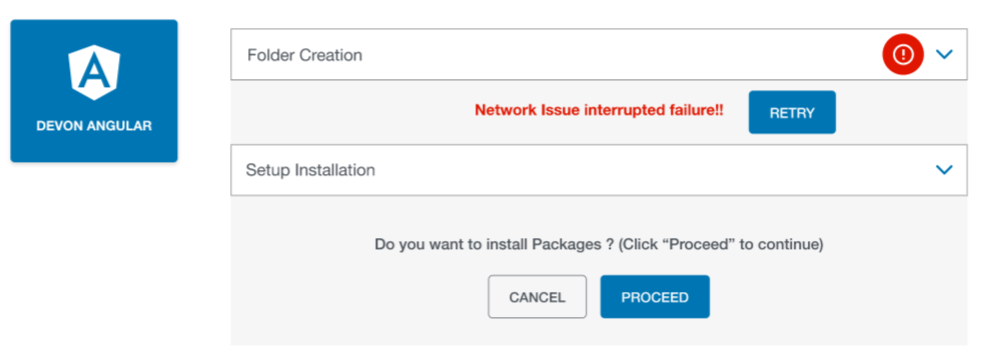 DEVON ANGULAR
Folder Creation
Network Issue interrupted failure!!
RETRY
Setup Installation
Do you want to install Packages ? (Click “Proceed” to continue)
CANCEL
PROCEED